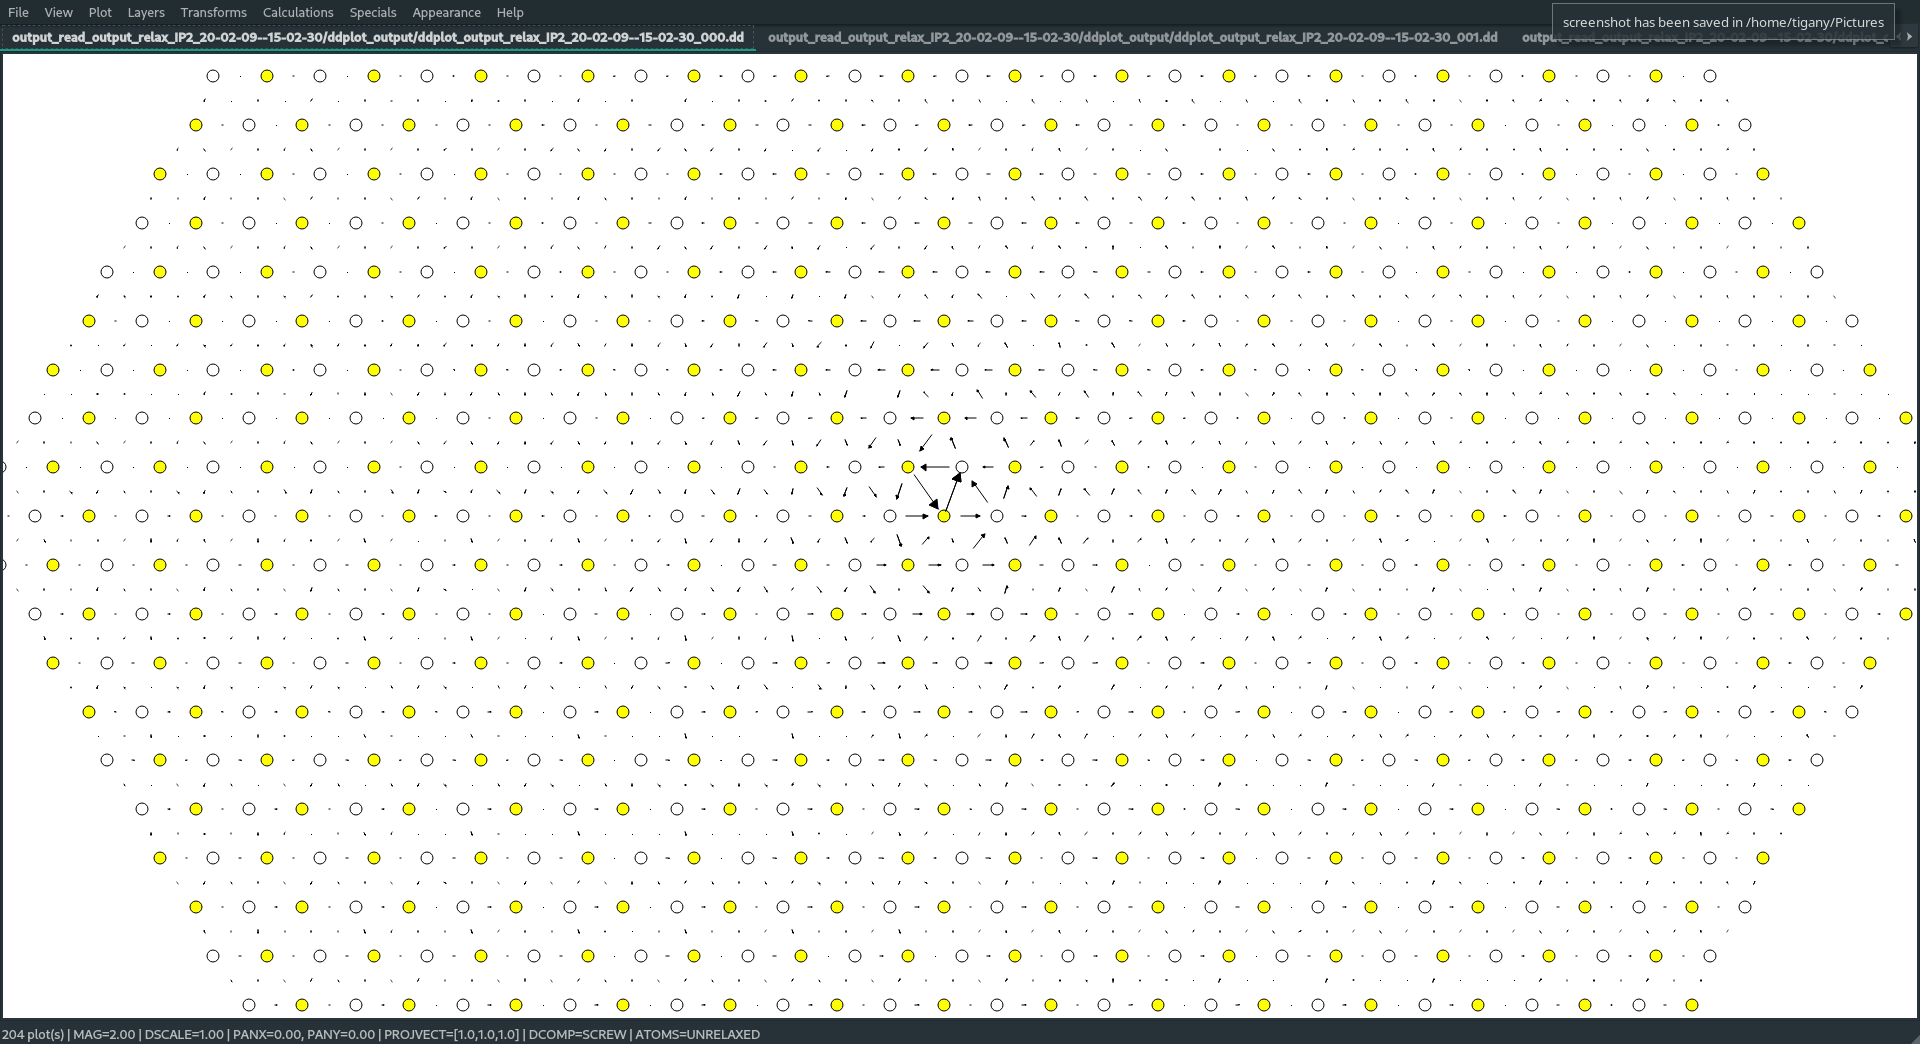 File View Plot Layers Transforms Calculations Specials Appearance Help
screenshot has been saved in /home/tigany/Pictures
output_read_output_relax_IP2_20-02-09--15-02-30/ddplot_output/ddplot_output_relax_IP2_20-02-09--15-02-30_000.dd output_read_output_relax_IP2_20-02-09--15-02-30/ddplot_output/ddplot_output_relax_IP2_20-02-09--15-02-30_001.dd
204 plot(s) | MAG=2.00 | DSCALE=1.00 | PANX=0.00, PANY=0.00 | PROJVECT=[1.0,1.0,1.0] | DCOMP=SCREW | ATOMS=UNRELAXED